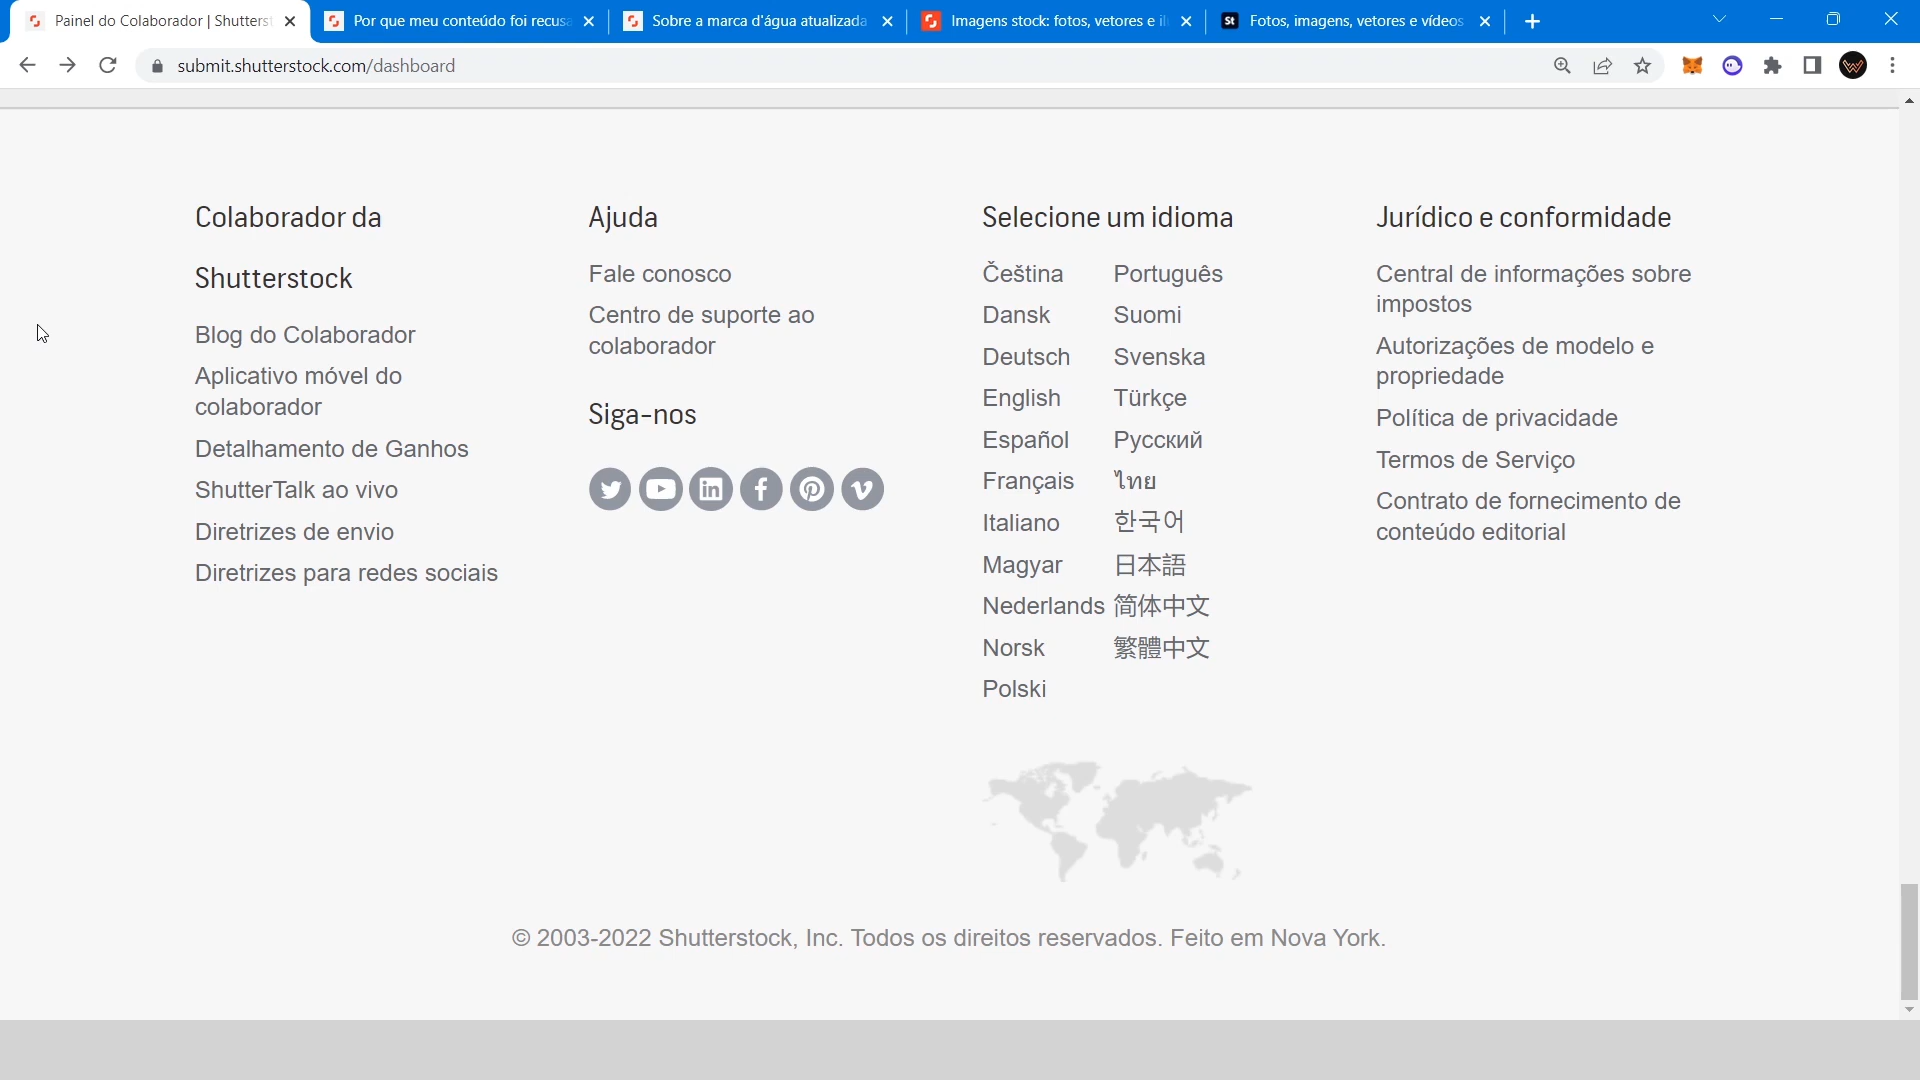 Painel do Colaborador | Shutterst
Por que meu conteúdo foi recusa
Sobre a marca d'água atualizada
Imagens stock: fotos, vetores e il
St
Fotos, imagens, vetores e vídeos
submit.shutterstock.com/dashboard
Colaborador da
Shutterstock
Blog do Colaborador
Aplicativo móvel do
colaborador
Detalhamento de Ganhos
ShutterTalk ao vivo
Diretrizes de envio
Diretrizes para redes sociais
Ajuda
Fale conosco
Centro de suporte ao
colaborador
Siga-nos
Selecione um idioma
Čeština
Dansk
Deutsch
English
Español
Français
Italiano
Magyar
Nederlands
Norsk
Polski
Português
Suomi
Svenska
Türkçe
Русский
ไทย
한국어
日本語
简体中文
繁體中文
Jurídico e conformidade
Central de informações sobre
impostos
Autorizações de modelo e
propriedade
Política de privacidade
Termos de Serviço
Contrato de fornecimento de
conteúdo editorial
© 2003-2022 Shutterstock, Inc. Todos os direitos reservados. Feito em Nova York.